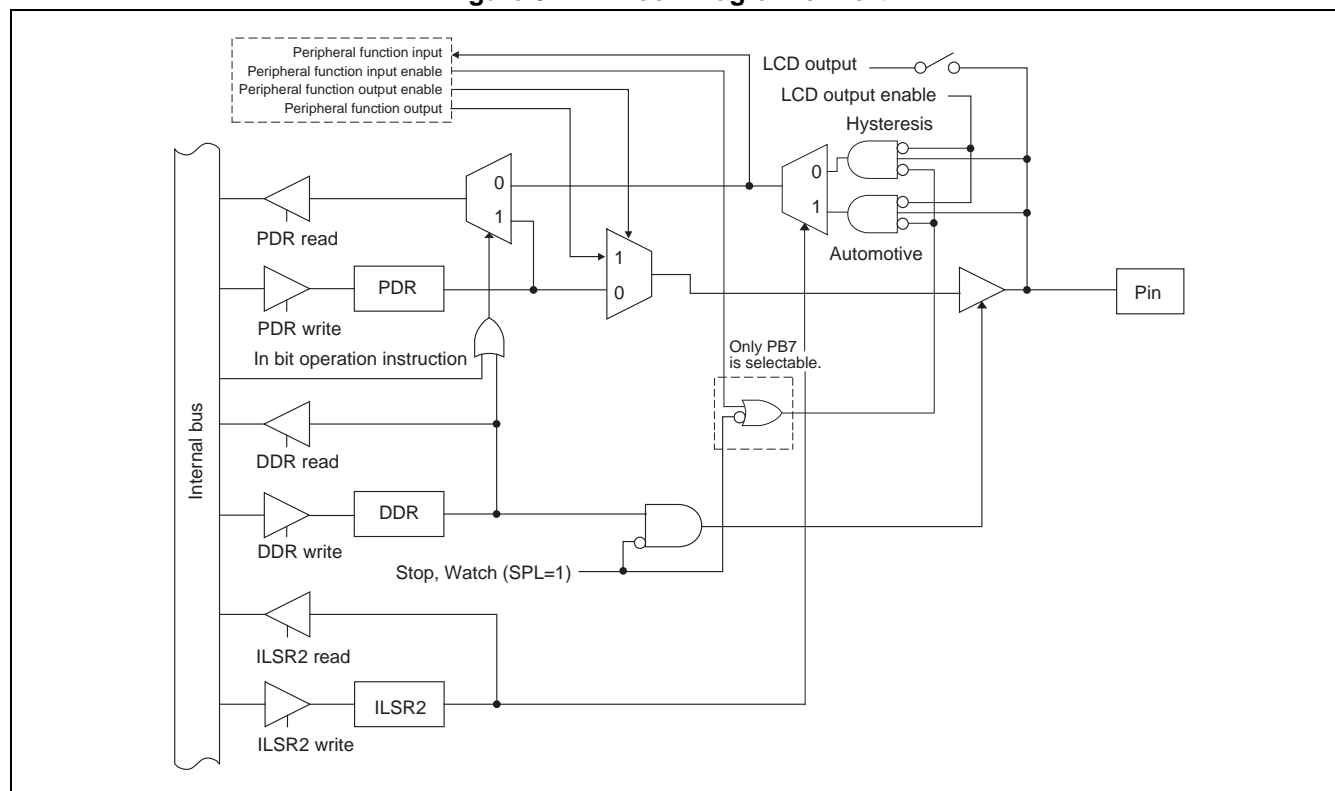 Peripheral function input
Peripheral function input enable
Peripheral function output enable
Peripheral function output
LCD output
LCD output enable
Hysteresis
0
1
Automotive
0
1
PDR read
1
0
PDR
PDR write
Pin
In bit operation instruction
Only PB7
is selectable.
Internal bus
DDR read
DDR
DDR write
Stop, Watch (SPL=1)
ILSR2 read
ILSR2
ILSR2 write